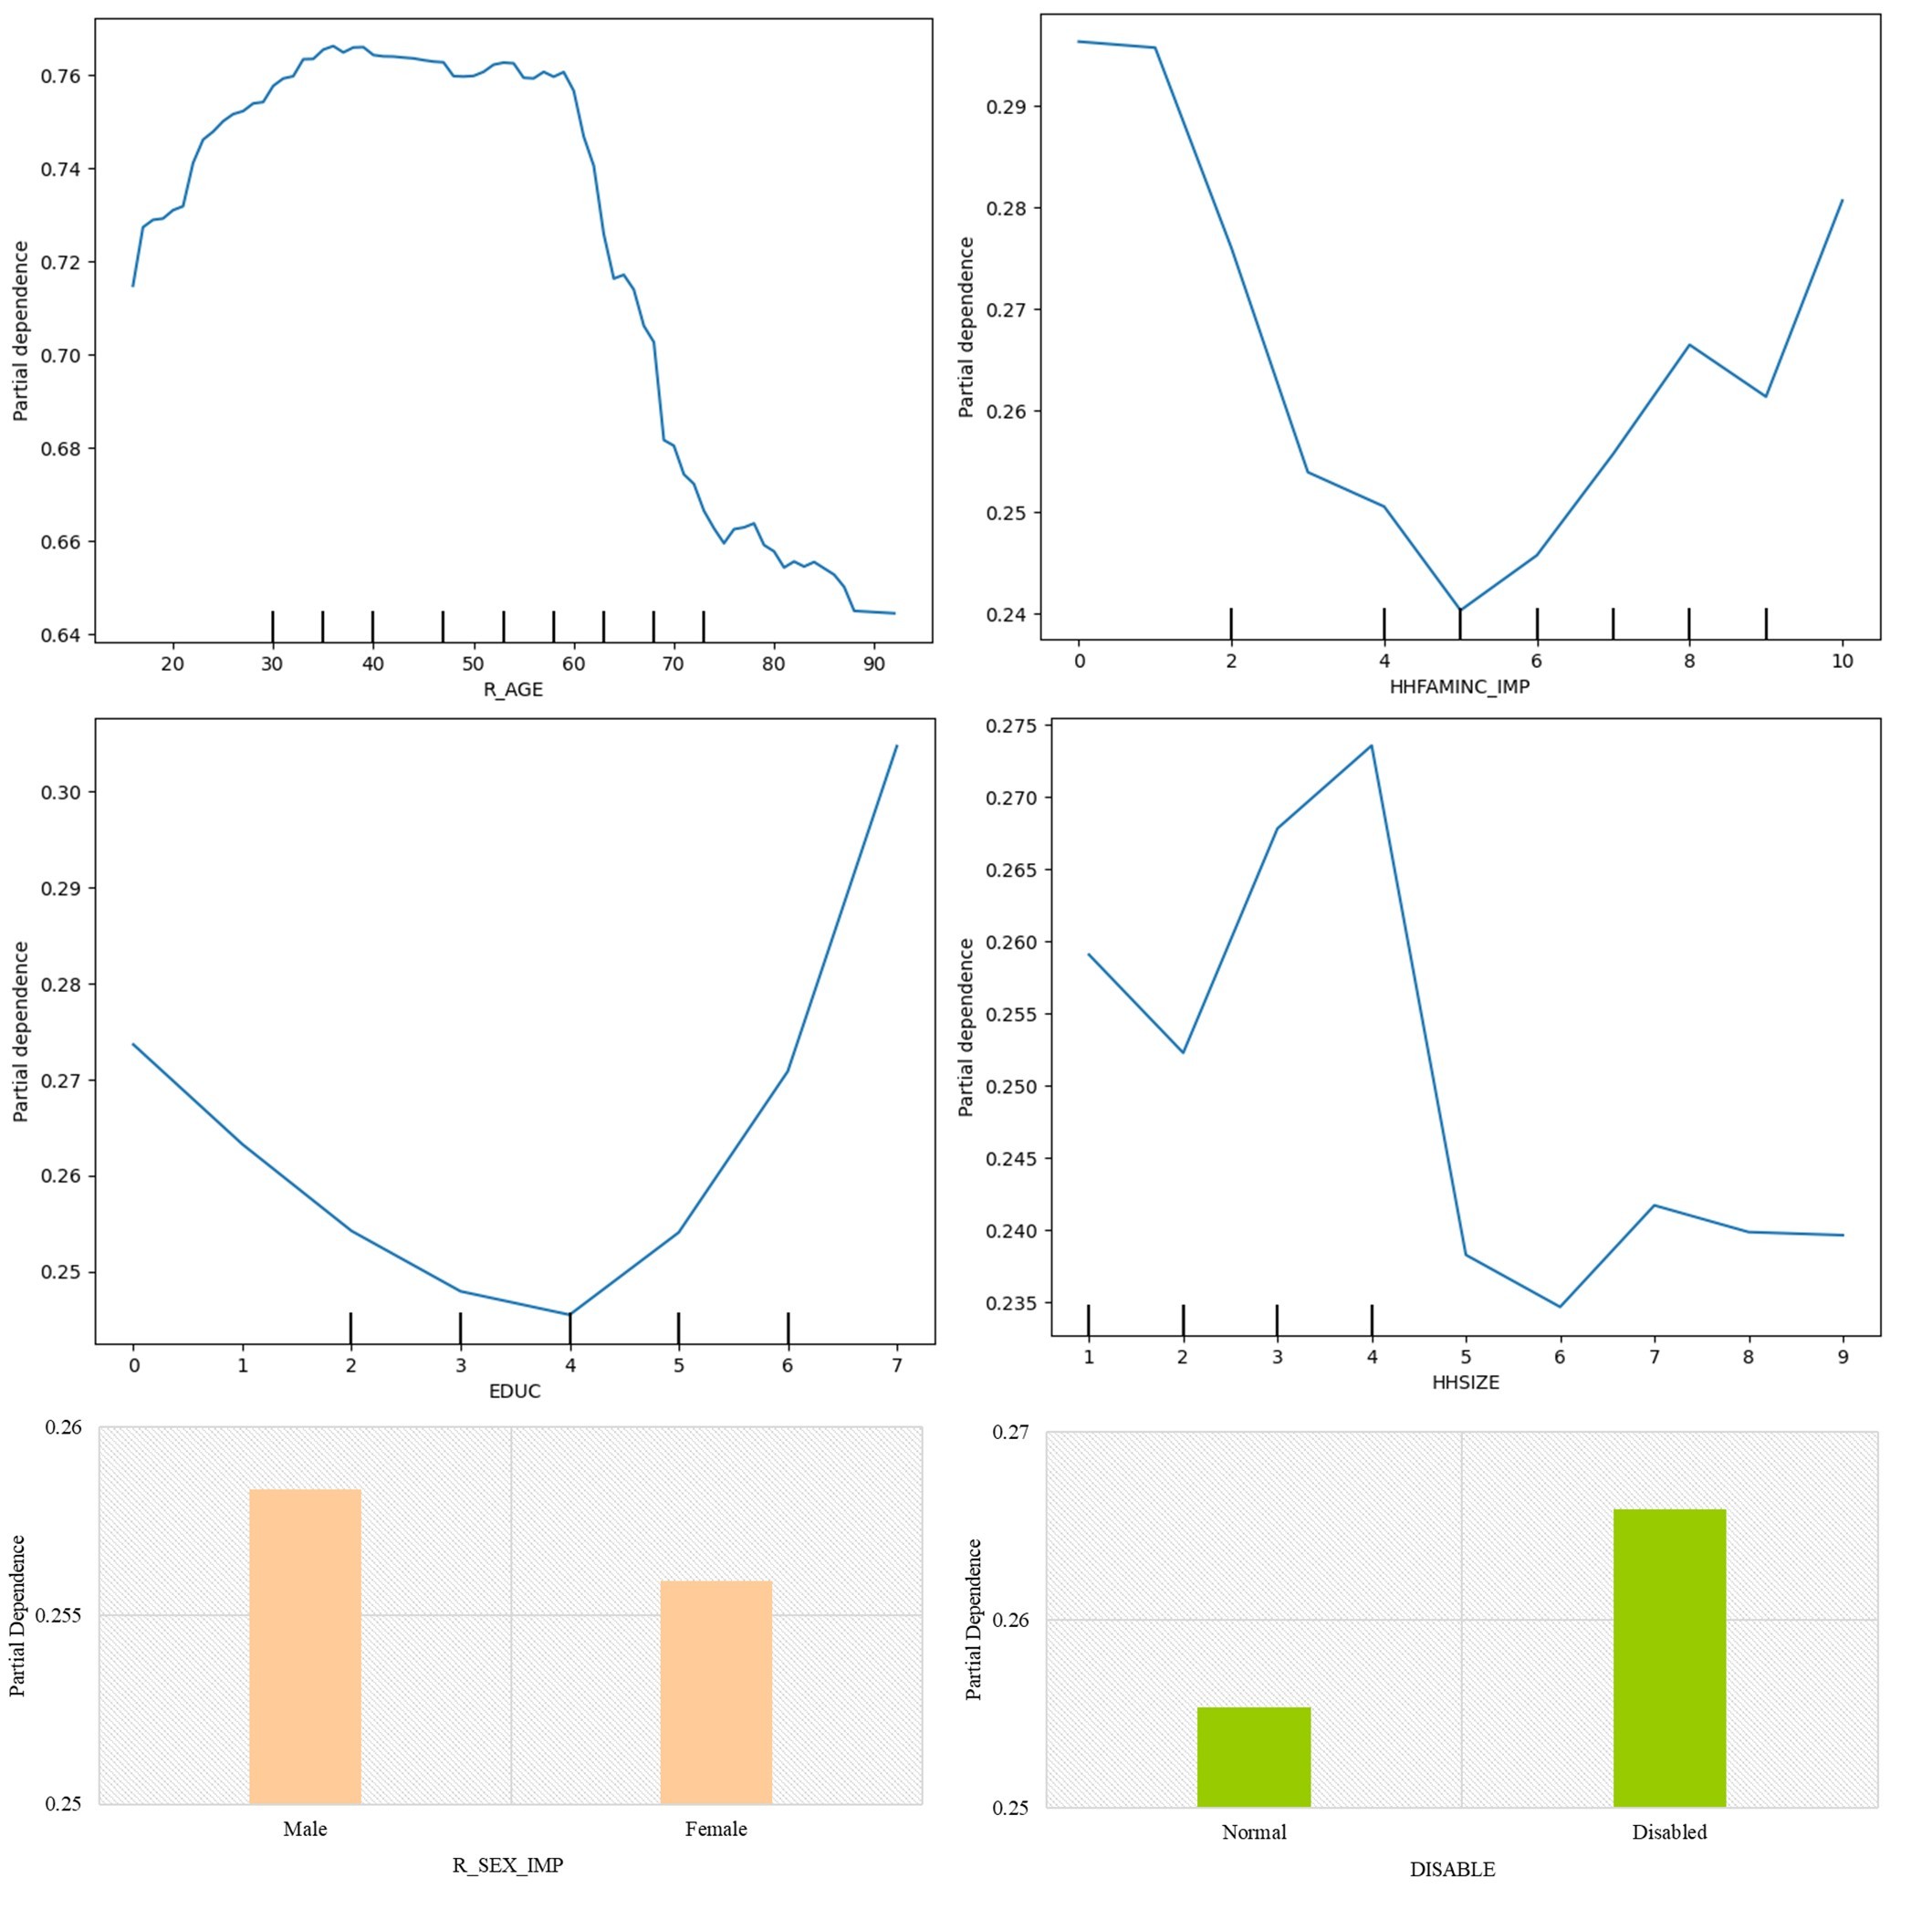 Partial dependence
0.76
0.74
0.72
0.70
0.68
0.66
0.64
20 30 40 50 60 70 80 90
R_AGE
Partial dependence
0.29
0.28
0.27
0.26
0.25
0.24
0 2 4 6 8 10
HHFAMINC_IMP
Partial dependence
0.30
0.29
0.28
0.27
0.26
0.25
0 1 2 3 4 5 6 7
EDUC
Partial dependence
0.275
0.270
0.265
0.260
0.255
0.250
0.245
0.240
0.235
1 2 3 4 5 6 7 8 9
HHSIZE
Partial Dependence
0.26
0.255
0.25
Male Female
R_SEX_IMP
Partial Dependence
0.27
0.26
0.25
Normal Disabled
DISABLE